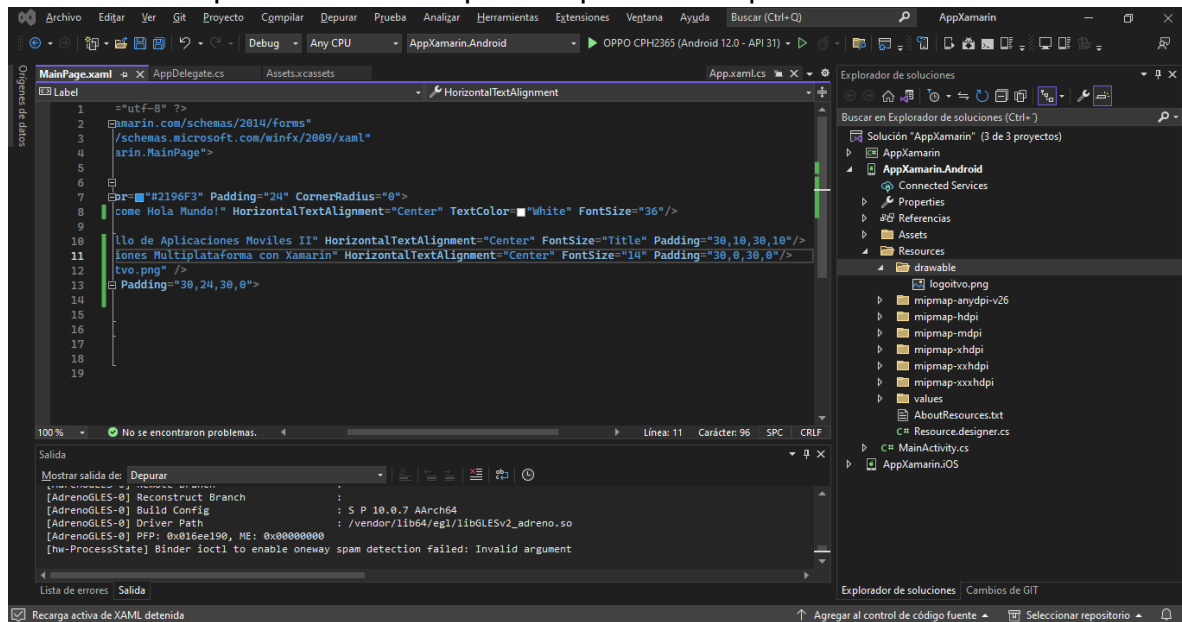 Archivo Editar Ver Git Proyecto Compilar Depurar Prueba Analizar Herramientas Extensiones Ventana Ayuda Buscar (Ctrl+Q) AppXamarin
Debug Any CPU AppXamarin.Android OPPO CPH2365 (Android 12.0 - API 31)
Orígenes de datos
MainPage.xaml AppDelegate.cs Assets.xcassets App.xaml.cs
Label HorizontalTextAlignment
1 ="utf-8" ?>
2 amarin.com/schemas/2014/forms"
3 /schemas.microsoft.com/winfx/2009/xaml"
4 arin.MainPage">
5
6
7 or="#2196F3" Padding="24" CornerRadius="0">
8 come Hola Mundo!" HorizontalTextAlignment="Center" TextColor="White" FontSize="36"/>
9
10 llo de Aplicaciones Moviles II" HorizontalTextAlignment="Center" FontSize="Title" Padding="30,10,30,10"/>
11 iones Multiplataforma con Xamarin" HorizontalTextAlignment="Center" FontSize="14" Padding="30,0,30,0"/>
12 tvo.png" />
13 Padding="30,24,30,0">
14
15
16
17
18
19
100 % No se encontraron problemas. Línea: 11 Carácter: 96 SPC CRLF
Salida
Mostrar salida de: Depurar
[AdrenoGLES-0] Reconstruct Branch :
[AdrenoGLES-0] Build Config : S P 10.0.7 AArch64
[AdrenoGLES-0] Driver Path : /vendor/lib64/egl/libGLESv2_adreno.so
[AdrenoGLES-0] PFP: 0x016ee190, ME: 0x00000000
[hw-ProcessState] Binder ioctl to enable oneway spam detection failed: Invalid argument
Lista de errores Salida
Explorador de soluciones
Buscar en Explorador de soluciones (Ctrl+´)
Solución "AppXamarin" (3 de 3 proyectos)
AppXamarin
AppXamarin.Android
Connected Services
Properties
Referencias
Assets
Resources
drawable
logoitvo.png
mipmap-anydpi-v26
mipmap-hdpi
mipmap-mdpi
mipmap-xhdpi
mipmap-xxhdpi
mipmap-xxxhdpi
values
AboutResources.txt
C# Resource.designer.cs
C# MainActivity.cs
AppXamarin.iOS
Explorador de soluciones Cambios de GIT
Recarga activa de XAML detenida Agregar al control de código fuente Seleccionar repositorio